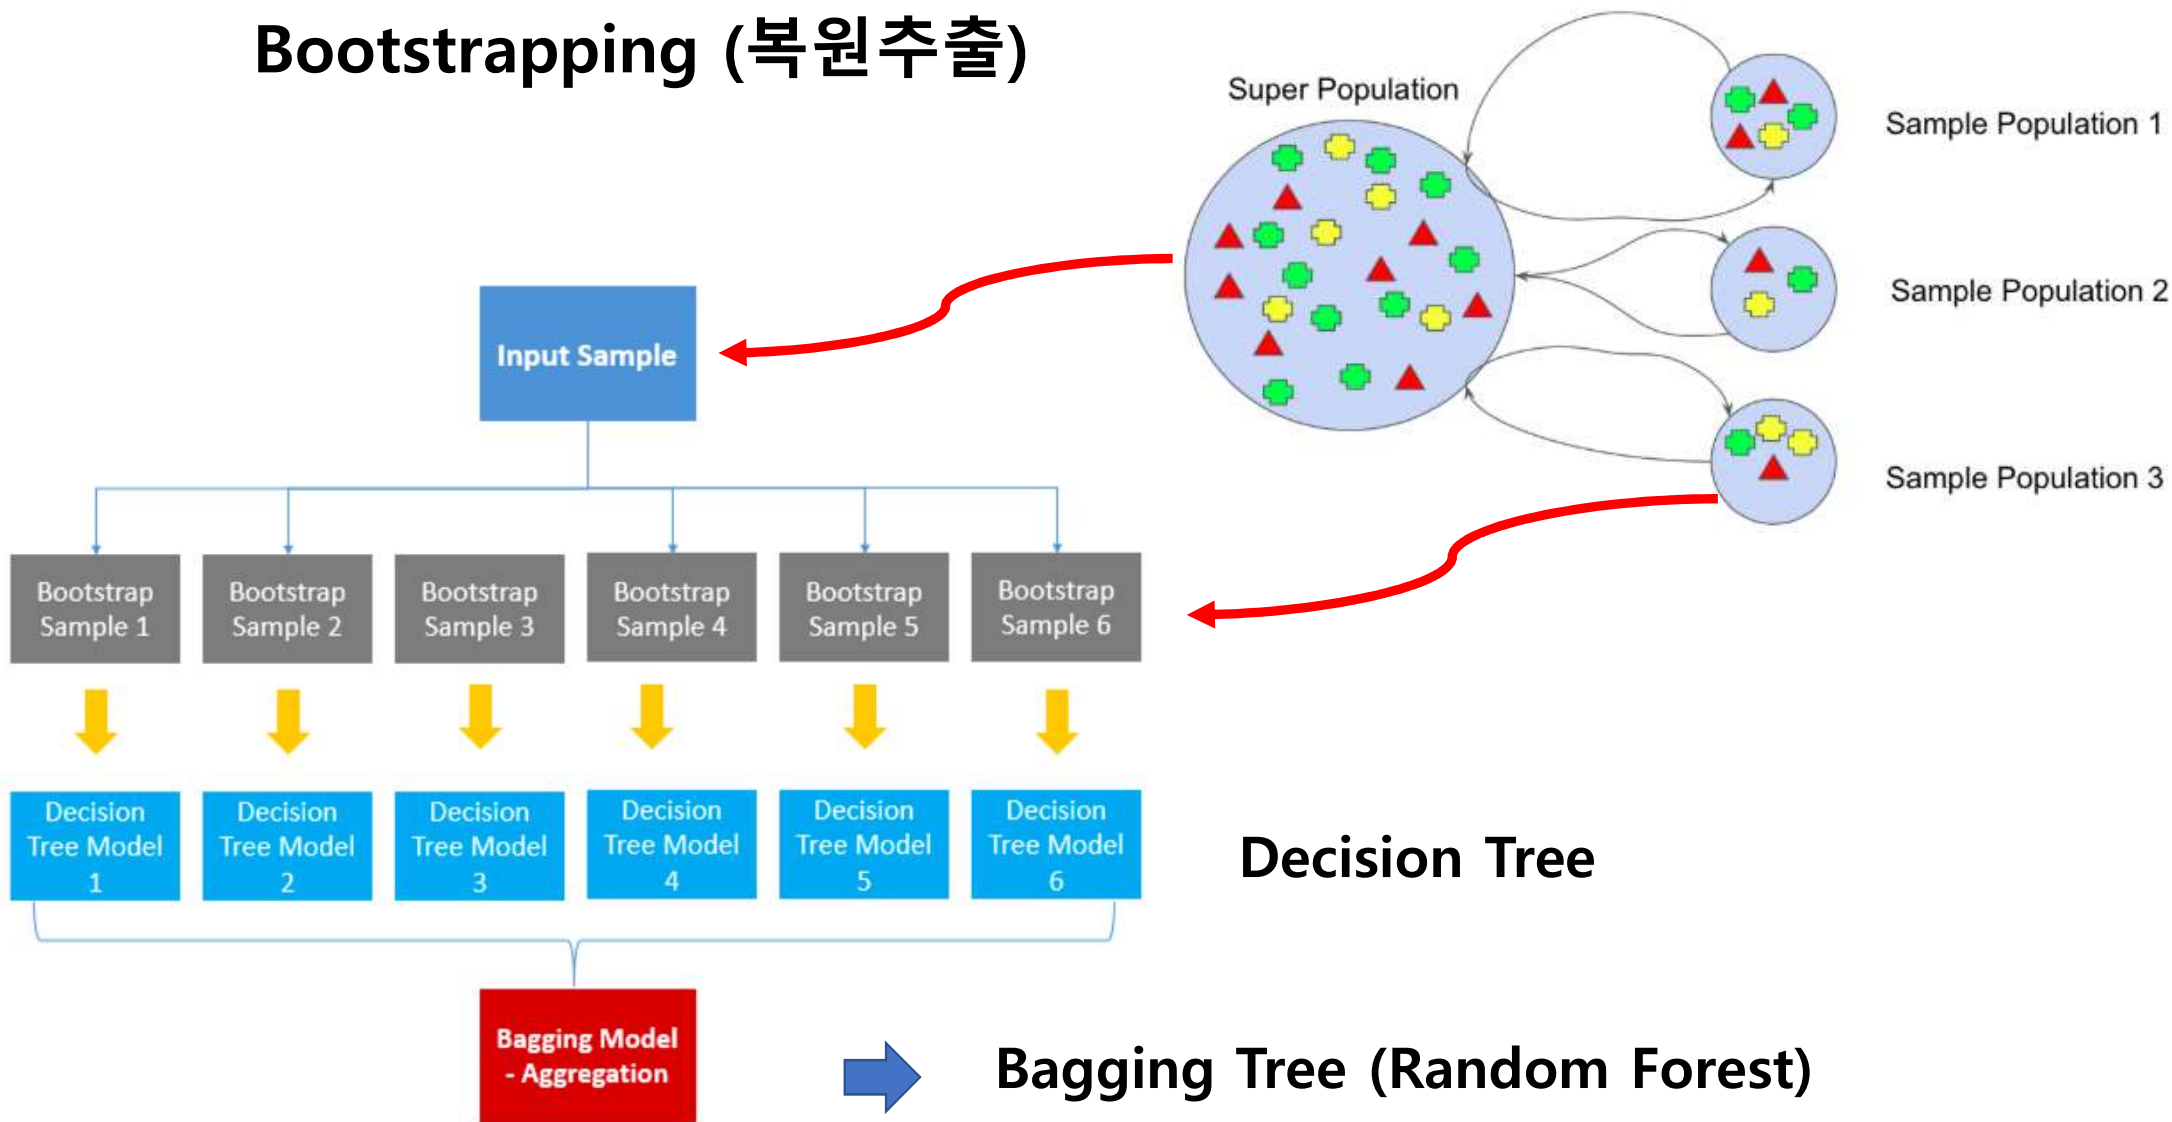 Bootstrapping (복원추출)
Super Population
Sample Population 1
Sample Population 2
Sample Population 3
Input Sample
Bootstrap
Sample 1
Bootstrap
Sample 2
Bootstrap
Sample 3
Bootstrap
Sample 4
Bootstrap
Sample 5
Bootstrap
Sample 6
Decision
Tree Model
1
Decision
Tree Model
2
Decision
Tree Model
3
Decision
Tree Model
4
Decision
Tree Model
5
Decision
Tree Model
6
Decision Tree
Bagging Model
- Aggregation
Bagging Tree (Random Forest)